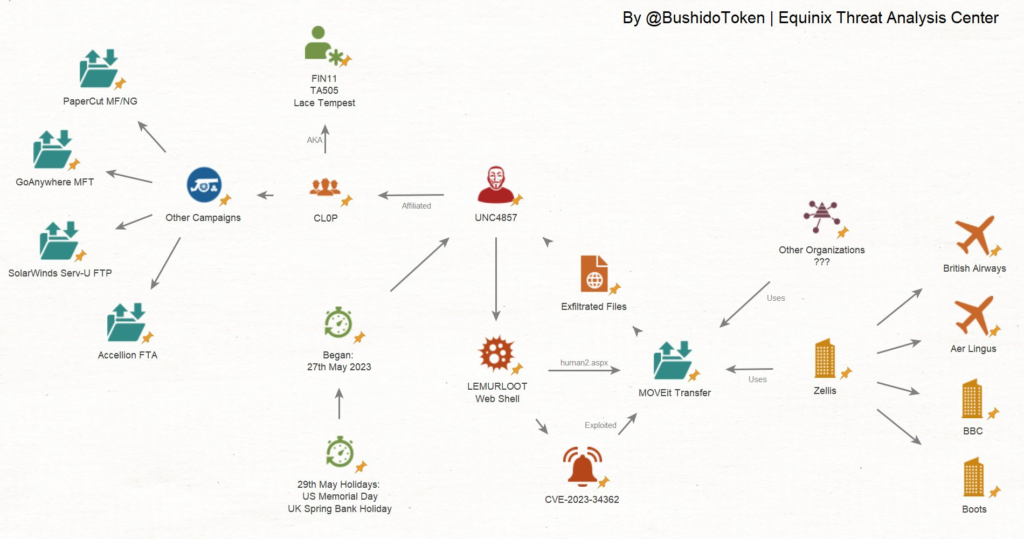 By @BushidoToken | Equinix Threat Analysis Center
PaperCut MF/NG
FIN11
TA505
Lace Tempest
AKA
GoAnywhere MFT
Other Campaigns
CL0P
Affiliated
UNC4857
SolarWinds Serv-U FTP
Other Organizations
???
British Airways
Exfiltrated Files
Uses
Accellion FTA
Began:
27th May 2023
Aer Lingus
LEMURLOOT
Web Shell
human2.aspx
MOVEit Transfer
Uses
Zellis
BBC
Exploited
29th May Holidays:
US Memorial Day
UK Spring Bank Holiday
CVE-2023-34362
Boots